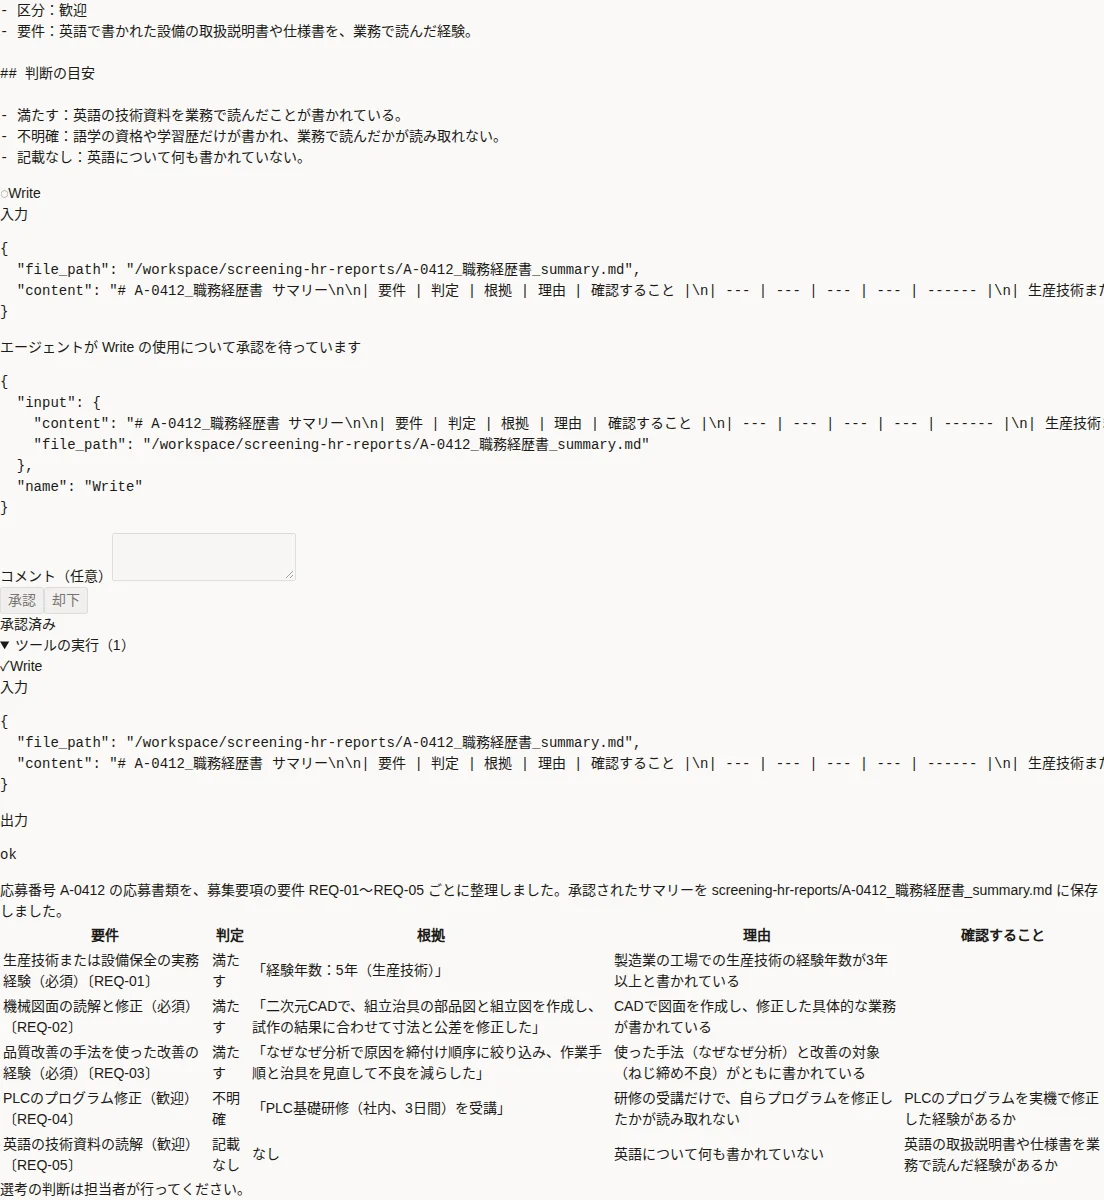 - 区分：歓迎
- 要件：英語で書かれた設備の取扱説明書や仕様書を、業務で読んだ経験。
## 判断の目安
- 満たす：英語の技術資料を業務で読んだことが書かれている。
- 不明確：語学の資格や学習歴だけが書かれ、業務で読んだかが読み取れない。
- 記載なし：英語について何も書かれていない。
○Write
入力
{
"file_path": "/workspace/screening-hr-reports/A-0412_職務経歴書_summary.md",
"content": "# A-0412_職務経歴書 サマリー\n\n| 要件 | 判定 | 根拠 | 理由 | 確認すること |\n| --- | --- | --- | --- | ------ |\n| 生産技術また
}
エージェントが Write の使用について承認を待っています
{
"input": {
"content": "# A-0412_職務経歴書 サマリー\n\n| 要件 | 判定 | 根拠 | 理由 | 確認すること |\n| --- | --- | --- | --- | ------ |\n| 生産技術
"file_path": "/workspace/screening-hr-reports/A-0412_職務経歴書_summary.md"
},
"name": "Write"
}
コメント（任意）
承認 却下
承認済み
▼ ツールの実行（1）
✓Write
入力
{
"file_path": "/workspace/screening-hr-reports/A-0412_職務経歴書_summary.md",
"content": "# A-0412_職務経歴書 サマリー\n\n| 要件 | 判定 | 根拠 | 理由 | 確認すること |\n| --- | --- | --- | --- | ------ |\n| 生産技術また
}
出力
ok
応募番号 A-0412 の応募書類を、募集要項の要件 REQ-01〜REQ-05 ごとに整理しました。承認されたサマリーを screening-hr-reports/A-0412_職務経歴書_summary.md に保存
しました。
要件 判定 根拠 理由 確認すること
生産技術または設備保全の実務経験（必須）〔REQ-01〕 満たす 「経験年数：5年（生産技術）」 製造業の工場での生産技術の経験年数が3年以上と書かれている
機械図面の読解と修正（必須）〔REQ-02〕 満たす 「二次元CADで、組立治具の部品図と組立図を作成し、試作の結果に合わせて寸法と公差を修正した」 CADで図面を作成し、修正した具体的な業務が書かれている
品質改善の手法を使った改善の経験（必須）〔REQ-03〕 満たす 「なぜなぜ分析で原因を締付け順序に絞り込み、作業手順と治具を見直して不良を減らした」 使った手法（なぜなぜ分析）と改善の対象（ねじ締め不良）がともに書かれている
PLCのプログラム修正（歓迎）〔REQ-04〕 不明確 「PLC基礎研修（社内、3日間）を受講」 研修の受講だけで、自らプログラムを修正したかが読み取れない PLCのプログラムを実機で修正した経験があるか
英語の技術資料の読解（歓迎）〔REQ-05〕 記載なし なし 英語について何も書かれていない 英語の取扱説明書や仕様書を業務で読んだ経験があるか
選考の判断は担当者が行ってください。